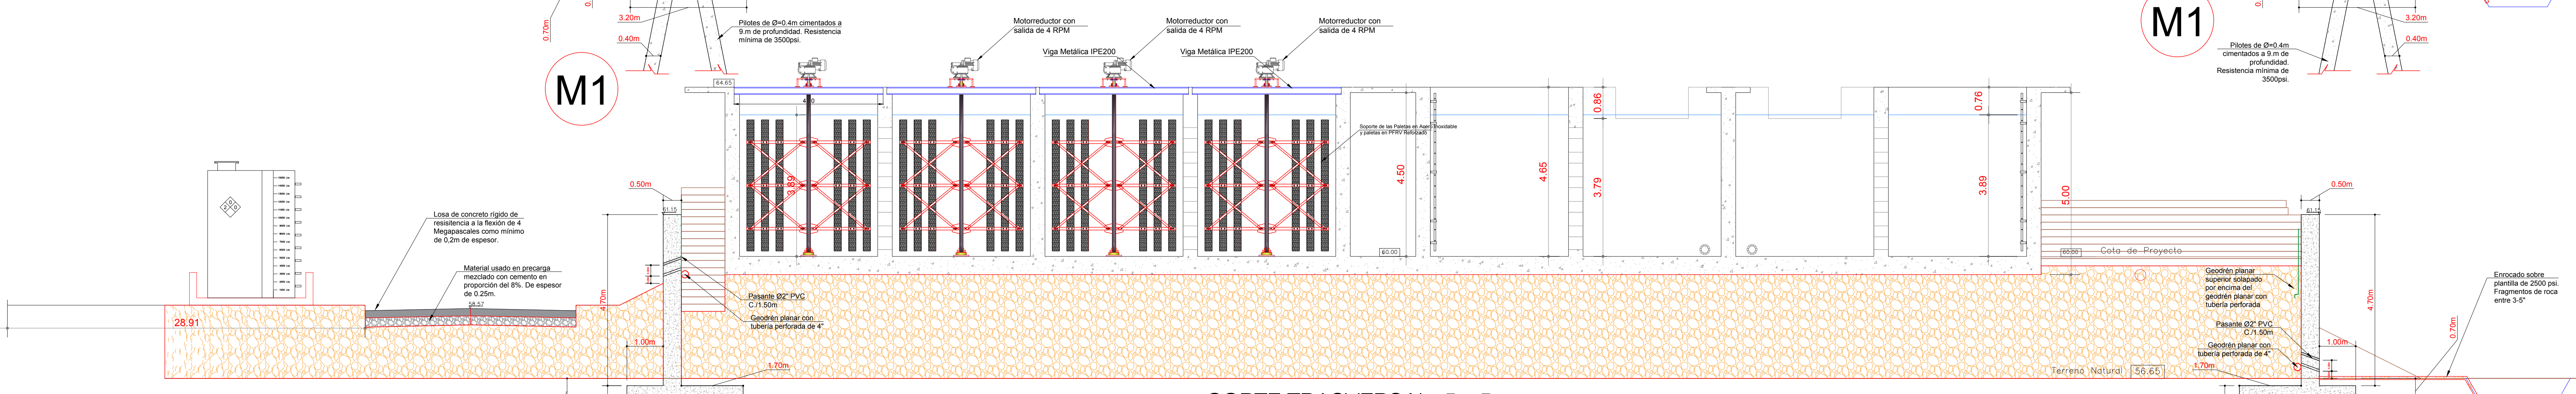 3.20m
0.70m
0.40m
Pilotes de Ø=0.4m cimentados a
9.m de profundidad. Resistencia
mínima de 3500psi.
M1
Motorreductor con
salida de 4 RPM
Motorreductor con
salida de 4 RPM
Motorreductor con
salida de 4 RPM
Viga Metálica IPE200
Viga Metálica IPE200
64.65
3.89
Soporte de las Paletas en Acero Inoxidable
y paletas en PFRV Reforzado
4.50
60.00
4.65
0.86
3.79
0.76
3.89
5.00
M1
3.20m
0.40m
Pilotes de Ø=0.4m
cimentados a 9.m de
profundidad.
Resistencia mínima de
3500psi.
Losa de concreto rígido de
resisitencia a la flexión de 4
Megapascales como mínimo
de 0,2m de espesor.
Material usado en precarga
mezclado con cemento en
proporción del 8%. De espesor
de 0.25m.
58.57
28.91
0.50m
61.15
4.70m
1.00m
1.70m
Pasante Ø2" PVC
C./1.50m
Geodrén planar con
tubería perforada de 4"
60.00
Cota de Proyecto
Geodrén planar
superior solapado
por encima del
geodrén planar con
tubería perforada
Pasante Ø2" PVC
C./1.50m
Geodrén planar con
tubería perforada de 4"
Terreno Natural
56.65
1.70m
0.50m
61.15
4.70m
1.00m
0.70m
Enrocado sobre
plantilla de 2500 psi.
Fragmentos de roca
entre 3-5"